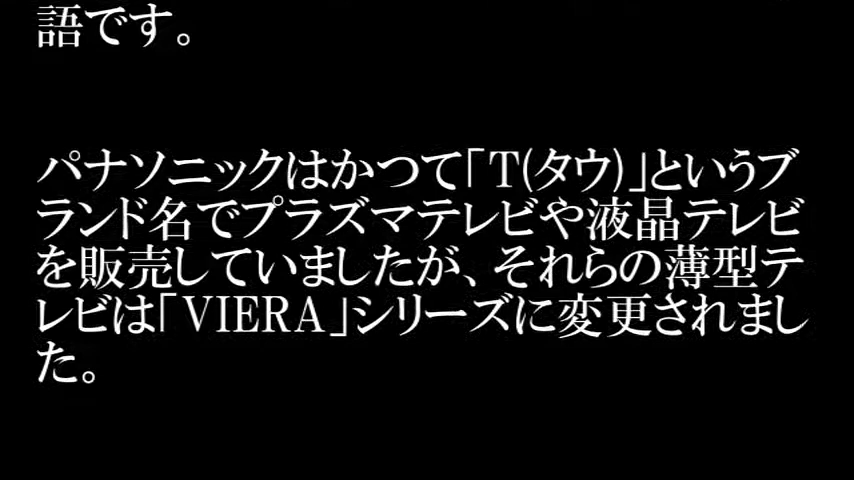 語です。
パナソニックはかつて「T(タウ)」というブ
ランド名でプラズマテレビや液晶テレビ
を販売していましたが、それらの薄型テ
レビは「VIERA」シリーズに変更されまし
た。